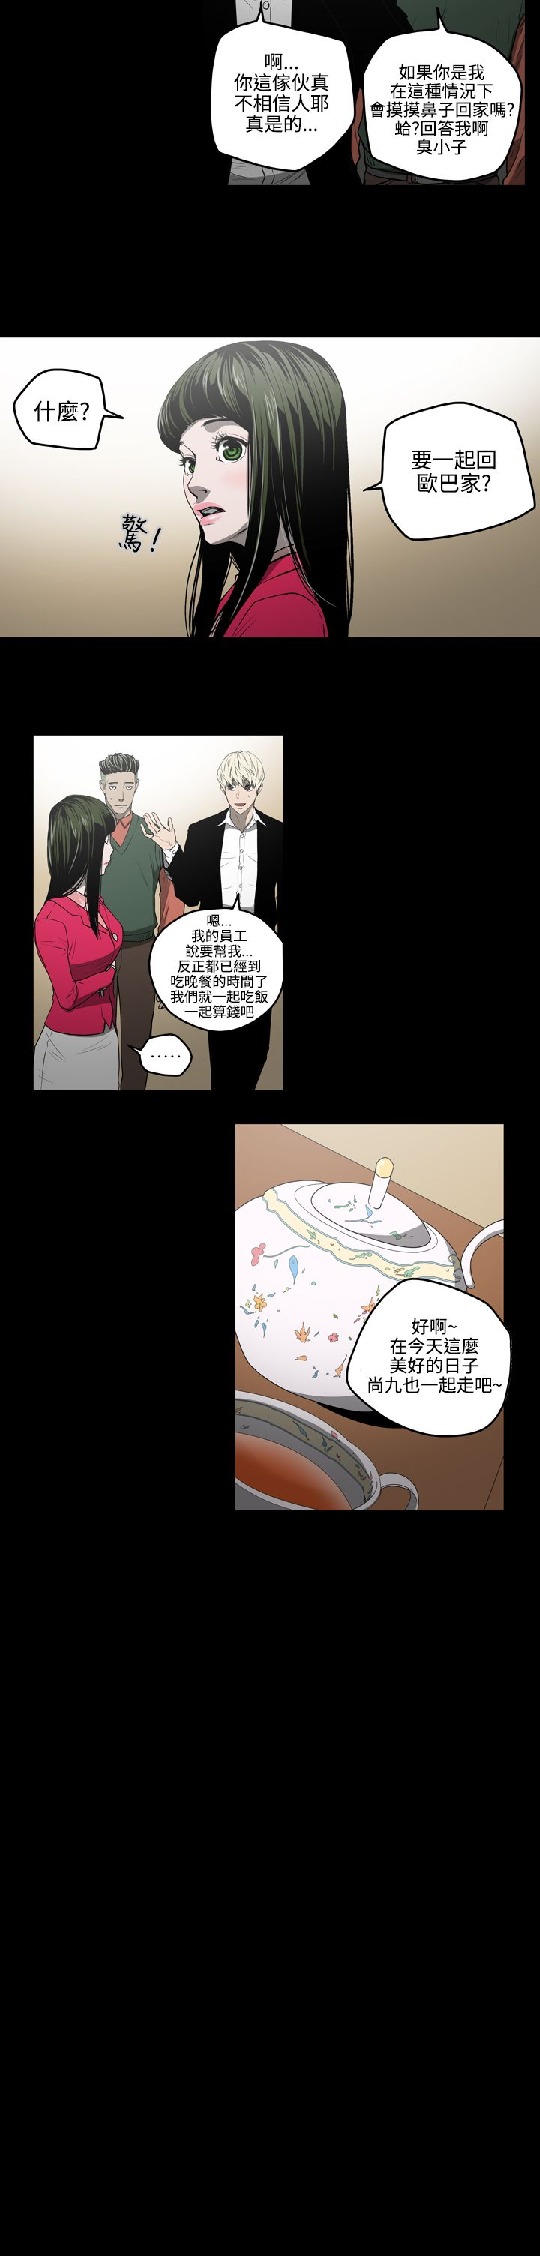 啊...
你這傢伙真
不相信人耶
真是的...
如果你是我
在這種情況下
會摸摸鼻子回家嗎?
蛤?回答我啊
臭小子
什麼?
驚!
要一起回
歐巴家?
嗯...
我的員工
說要幫我...
反正都已經到
吃晚餐的時間了
我們就一起吃飯
一起算錢吧
.....
好啊~
在今天這麼
美好的日子
尚九也一起走吧~